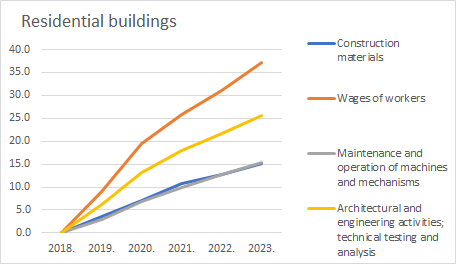 Residential buildings
40.0
35.0
30.0
25.0
20.0
15.0
10.0
5.0
0.0
2018.
2019.
2020.
2021.
2022.
2023.
Construction
materials
Wages of workers
Maintenance and
operation of machines
and mechanisms
Architectural and
engineering activities;
technical testing and
analysis